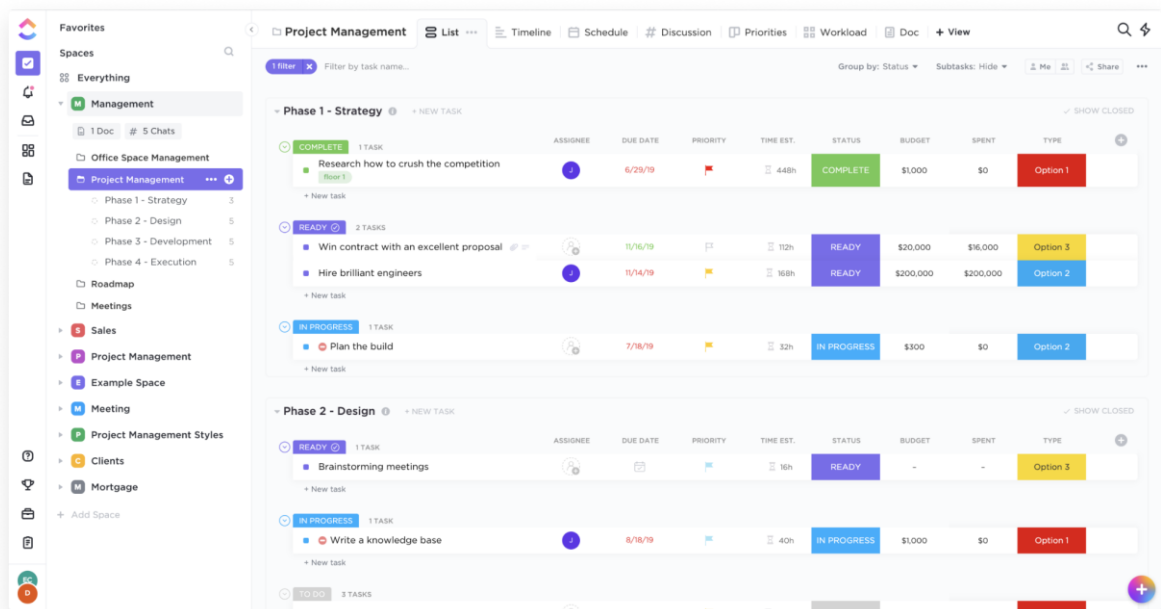 Favorites
Spaces
Everything
M Management
1 Doc # 5 Chats
Office Space Management
Project Management •••
Phase 1 - Strategy 3
Phase 2 - Design 5
Phase 3 - Development 5
Phase 4 - Execution 5
Roadmap
Meetings
S Sales
P Project Management
E Example Space
M Meeting
P Project Management Styles
C Clients
M Mortgage
+ Add Space
EC
D
Project Management List ••• Timeline Schedule # Discussion Priorities Workload Doc + View
1 filter x Filter by task name... Group by: Status Subtasks: Hide Me Share •••
Phase 1 - Strategy + NEW TASK SHOW CLOSED
COMPLETE 1 TASK ASSIGNEE DUE DATE PRIORITY TIME EST. STATUS BUDGET SPENT TYPE
Research how to crush the competition J 6/29/19 448h COMPLETE $1,000 $0 Option 1
floor 1
+ New task
READY 2 TASKS
Win contract with an excellent proposal 11/16/19 112h READY $20,000 $16,000 Option 3
Hire brilliant engineers J 11/14/19 168h READY $200,000 $200,000 Option 2
+ New task
IN PROGRESS 1 TASK
Plan the build 7/18/19 32h IN PROGRESS $300 $0 Option 2
+ New task
Phase 2 - Design + NEW TASK SHOW CLOSED
READY 1 TASK ASSIGNEE DUE DATE PRIORITY TIME EST. STATUS BUDGET SPENT TYPE
Brainstorming meetings 16h READY - - Option 3
+ New task
IN PROGRESS 1 TASK
Write a knowledge base J 8/18/19 40h IN PROGRESS $1,000 $0 Option 1
+ New task
TO DO 3 TASKS